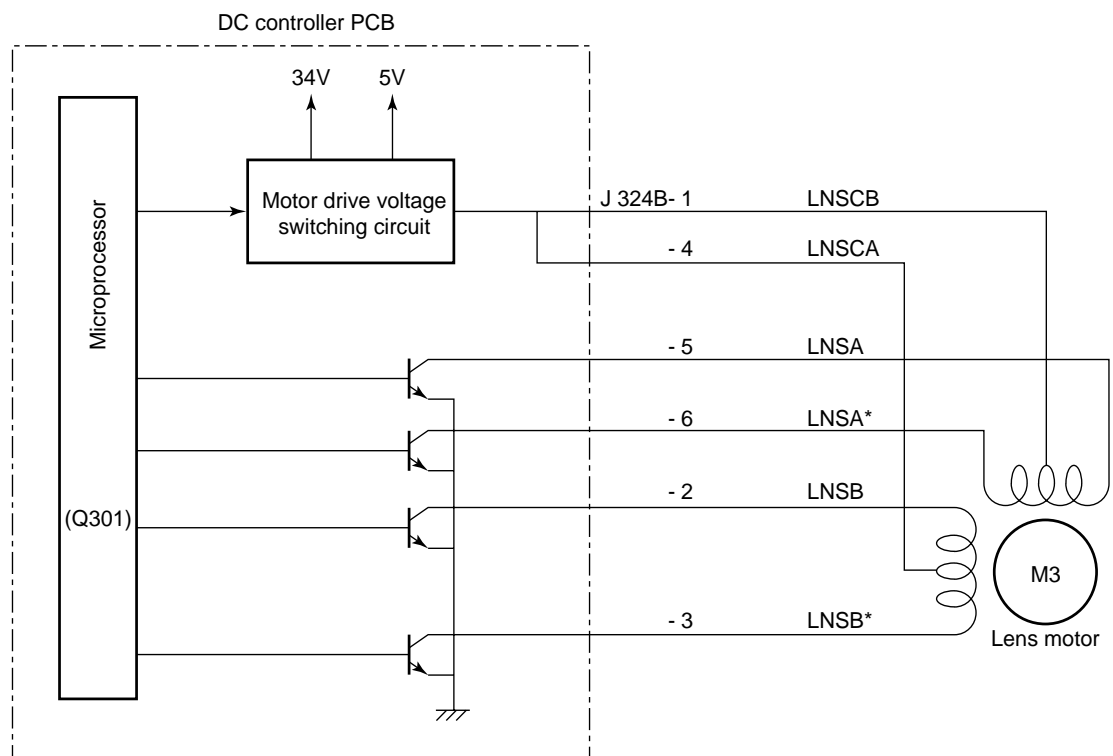 DC controller PCB
34V 5V
Motor drive voltage
switching circuit
Microprocessor
(Q301)
J 324B- 1 LNSCB
- 4 LNSCA
- 5 LNSA
- 6 LNSA*
- 2 LNSB
- 3 LNSB*
M3
Lens motor